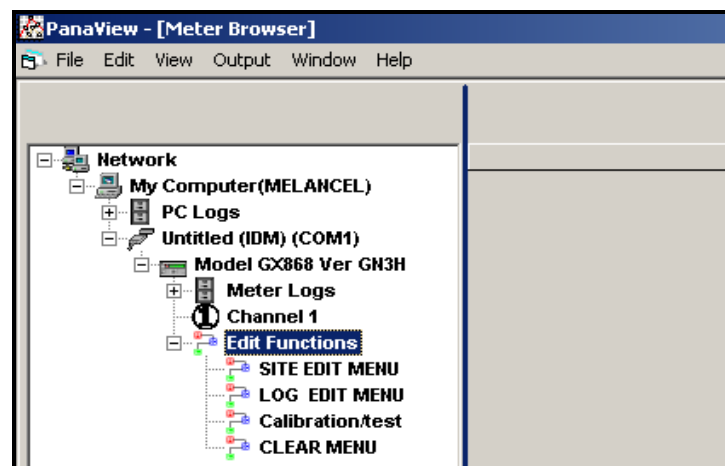 PanaView - [Meter Browser]
File Edit View Output Window Help
Network
My Computer(MELANCEL)
PC Logs
Untitled (IDM) (COM1)
Model GX868 Ver GN3H
Meter Logs
1 Channel 1
Edit Functions
SITE EDIT MENU
LOG EDIT MENU
Calibration/test
CLEAR MENU